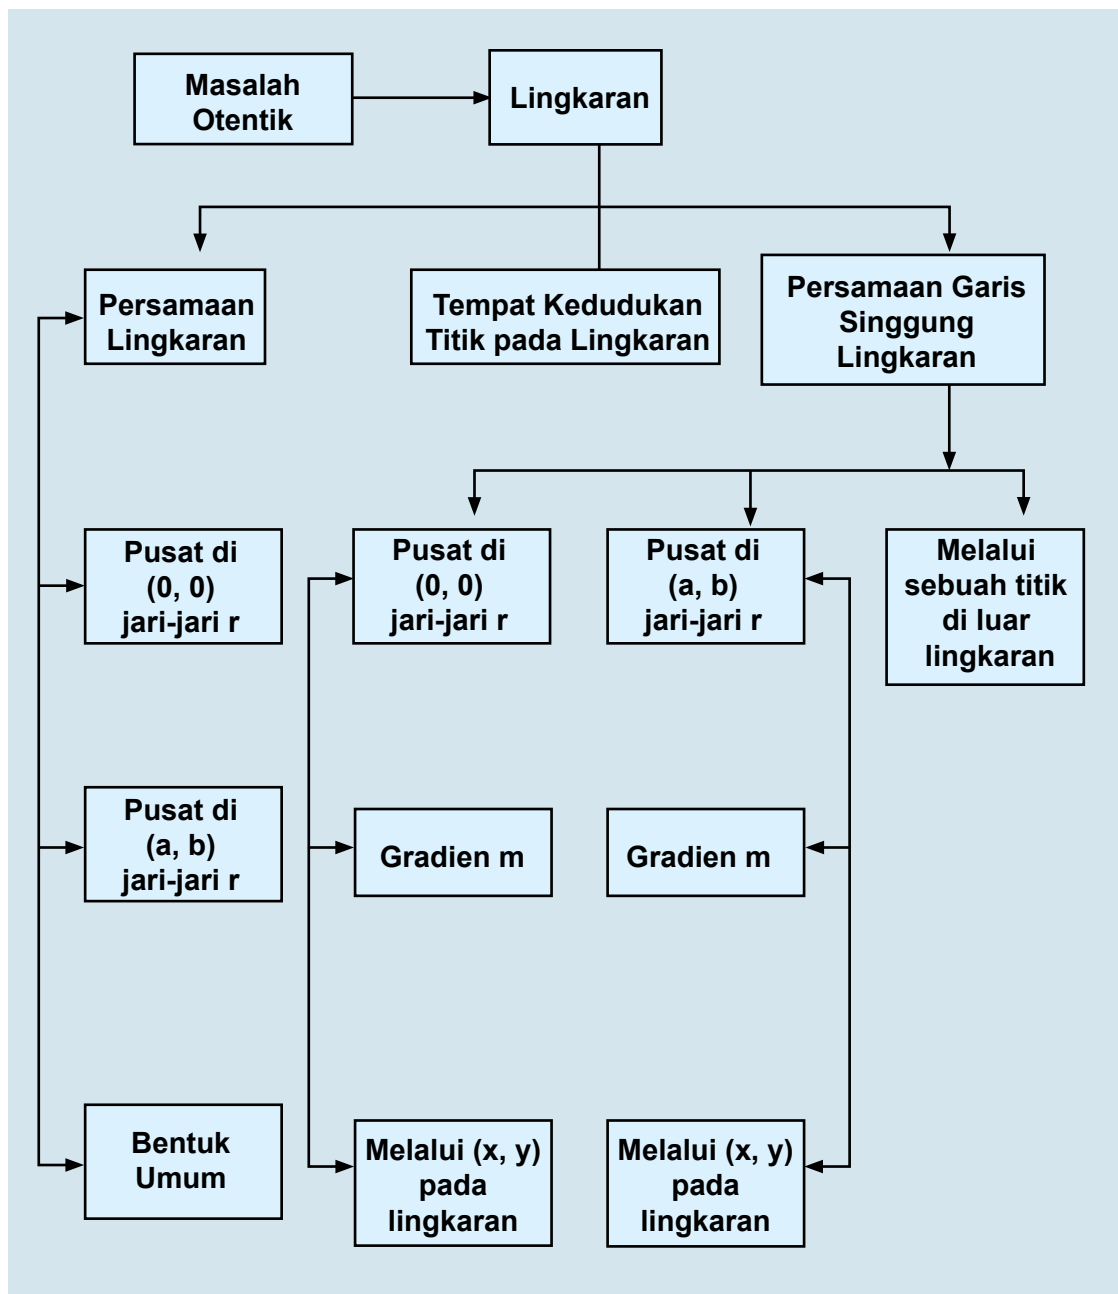 Masalah
Otentik
Lingkaran
Persamaan
Lingkaran
Tempat Kedudukan
Titik pada Lingkaran
Persamaan Garis
Singgung
Lingkaran
Pusat di
(0, 0)
jari-jari r
Pusat di
(0, 0)
jari-jari r
Pusat di
(a, b)
jari-jari r
Melalui
sebuah titik
di luar
lingkaran
Pusat di
(a, b)
jari-jari r
Gradien m
Gradien m
Bentuk
Umum
Melalui (x, y)
pada
lingkaran
Melalui (x, y)
pada
lingkaran